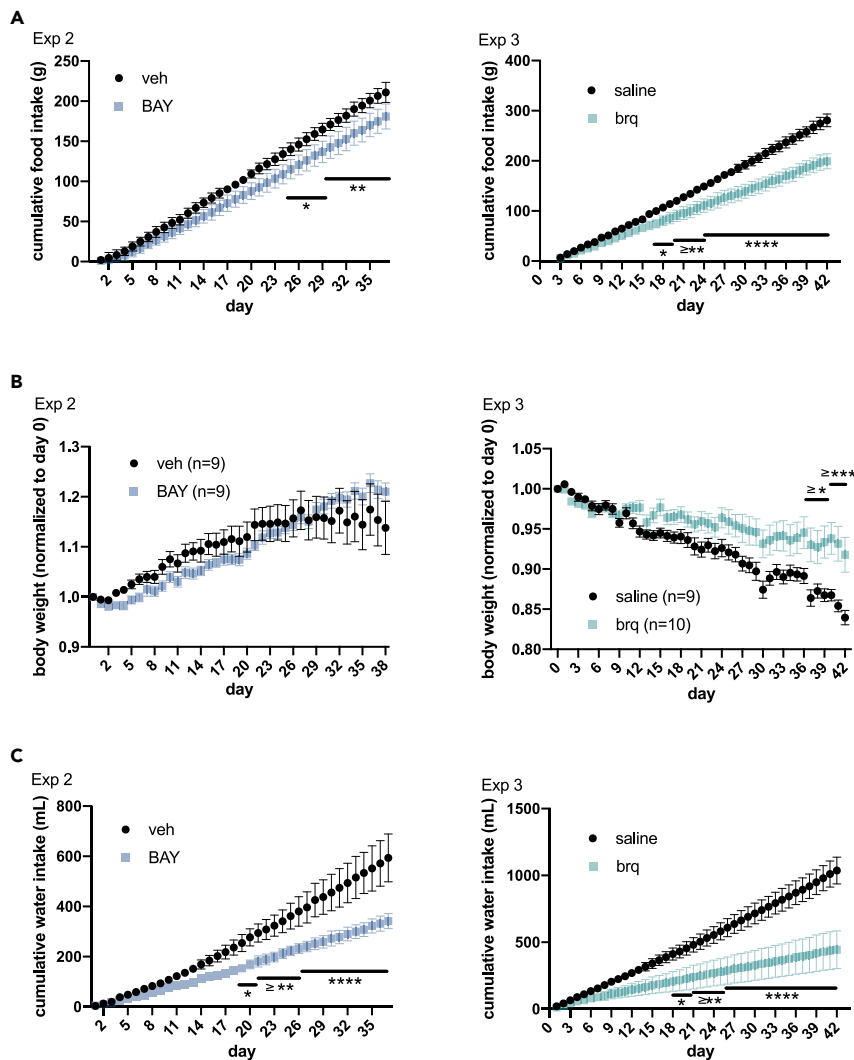 A
Exp 2
cumulative food intake (g)
250
200
150
100
50
0
veh
BAY
*
**
2 5 8 11 14 17 20 23 26 29 32 35
day
Exp 3
cumulative food intake (g)
400
300
200
100
0
saline
brq
*
≥**
****
0 3 6 9 12 15 18 21 24 27 30 33 36 39 42
day
B
Exp 2
body weight (normalized to day 0)
1.3
1.2
1.1
1.0
0.9
veh (n=9)
BAY (n=9)
2 5 8 11 14 17 20 23 26 29 32 35 38
day
Exp 3
body weight (normalized to day 0)
1.05
1.00
0.95
0.90
0.85
0.80
≥***
≥*
saline (n=9)
brq (n=10)
0 3 6 9 12 15 18 21 24 27 30 33 36 39 42
day
C
Exp 2
cumulative water intake (mL)
800
600
400
200
0
veh
BAY
*
≥**
****
2 5 8 11 14 17 20 23 26 29 32 35
day
Exp 3
cumulative water intake (mL)
1500
1000
500
0
saline
brq
*
≥**
****
0 3 6 9 12 15 18 21 24 27 30 33 36 39 42
day